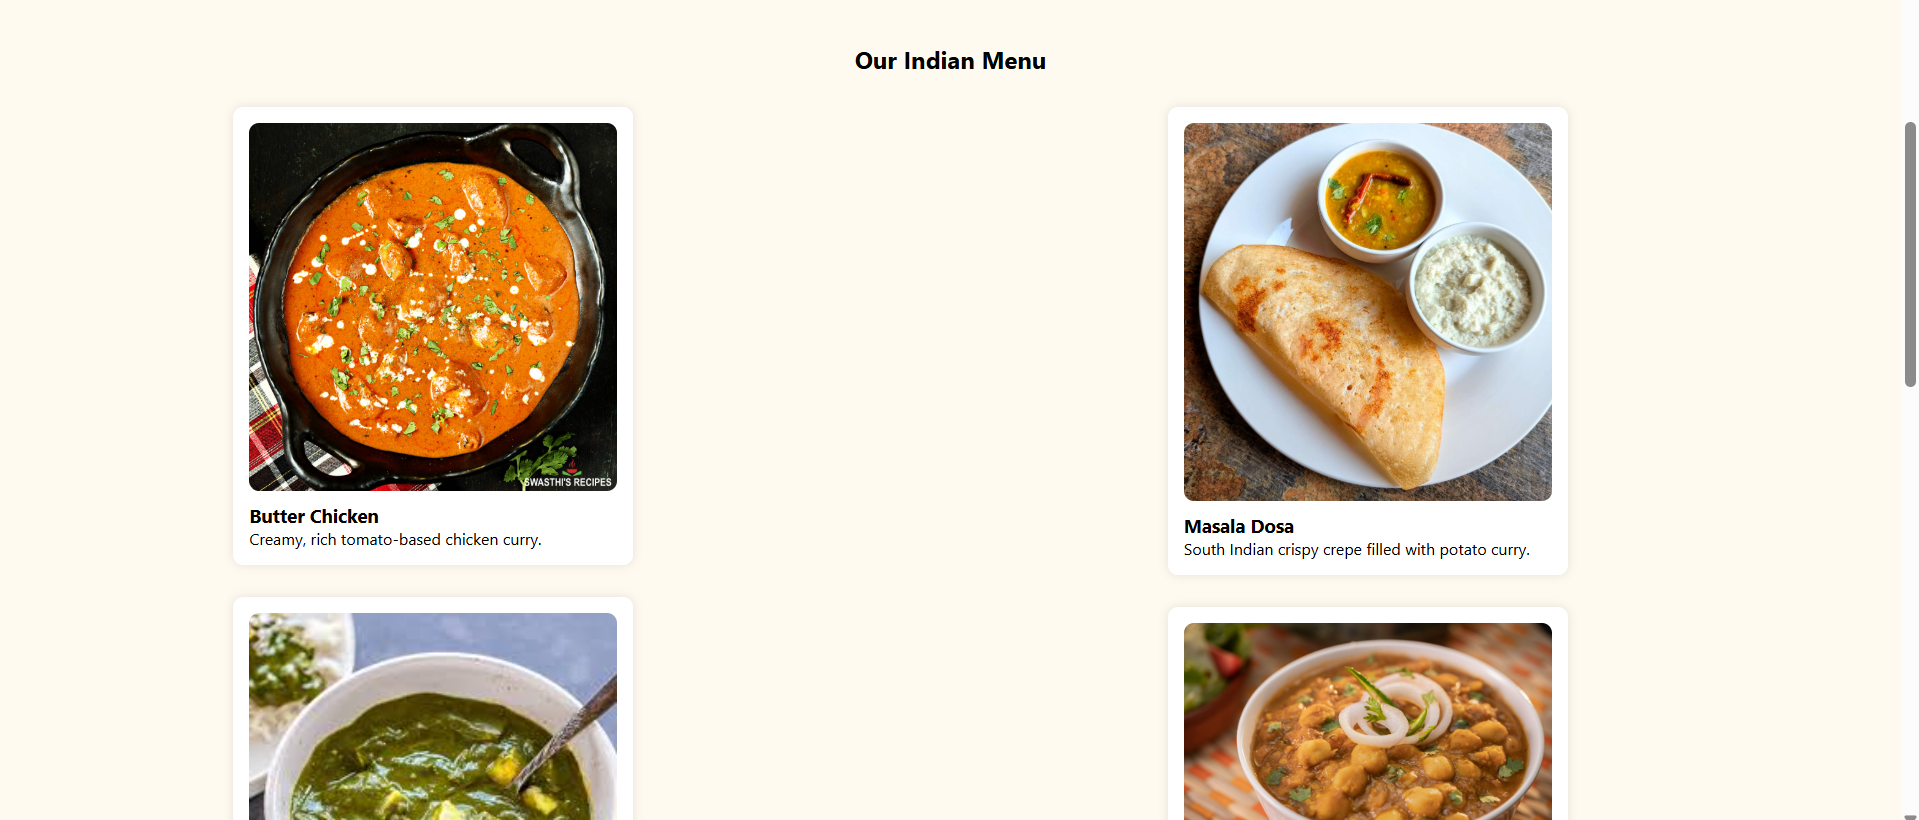 Our Indian Menu
SWASTHI'S RECIPES
Butter Chicken
Creamy, rich tomato-based chicken curry.
Masala Dosa
South Indian crispy crepe filled with potato curry.